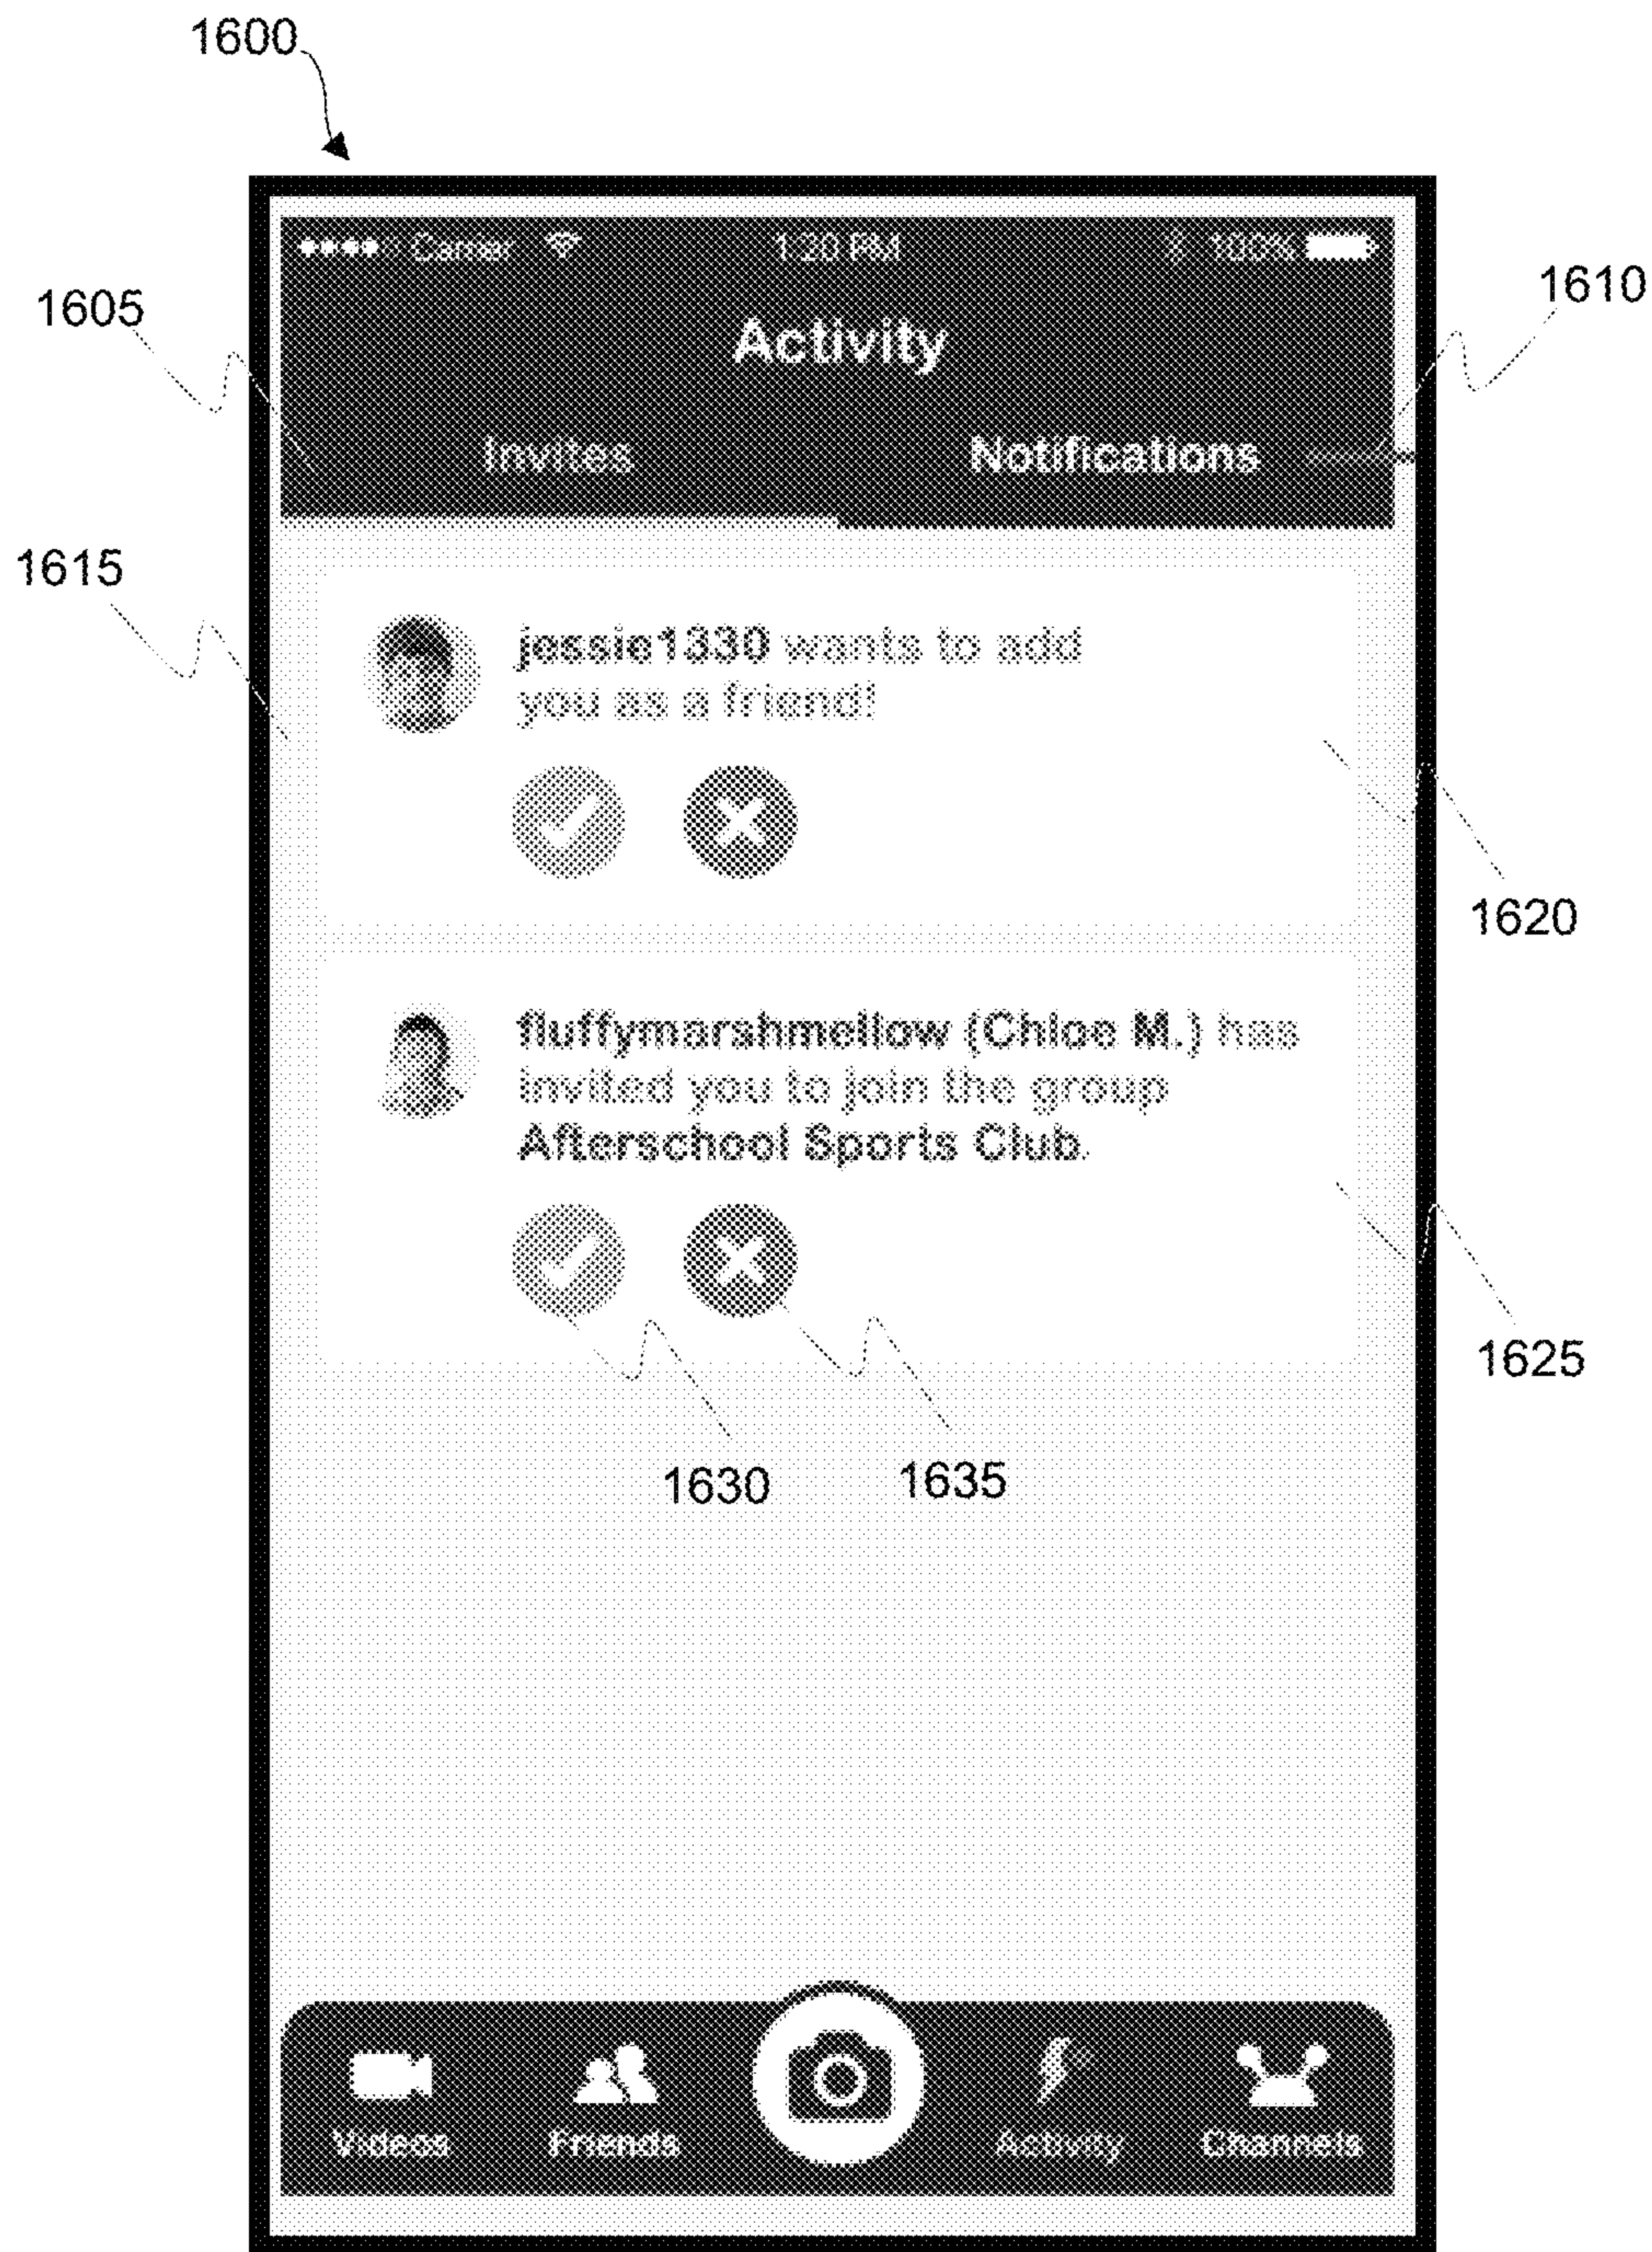 1600
Carrier 1:20 PM 100%
1605
1610
Activity
Invites Notifications
1615
jessie1330 wants to add
you as a friend!
1620
fluffymarshmellow (Chloe M.) has
invited you to join the group
Afterschool Sports Club.
1625
1630 1635
Videos Friends Activity Channels